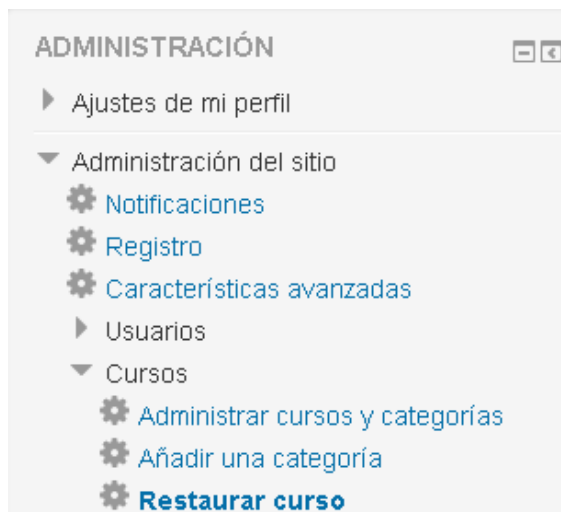 ADMINISTRACIÓN
Ajustes de mi perfil
Administración del sitio
Notificaciones
Registro
Características avanzadas
Usuarios
Cursos
Administrar cursos y categorías
Añadir una categoría
Restaurar curso